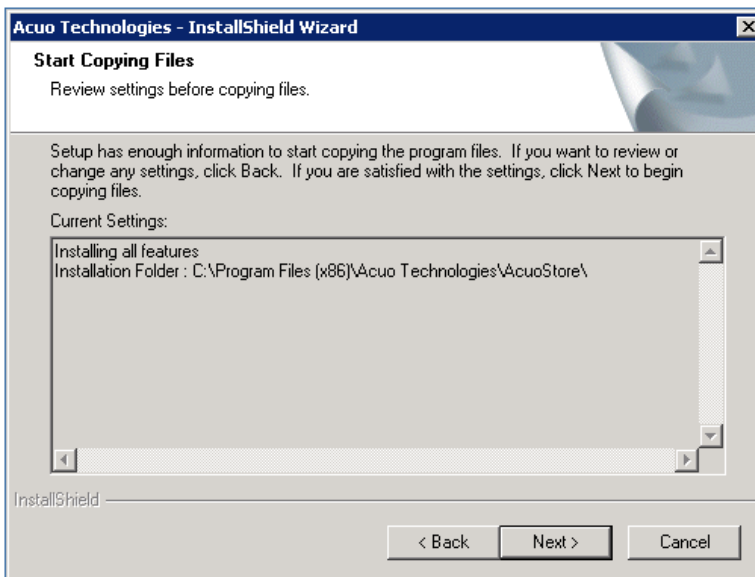 Acuo Technologies - InstallShield Wizard
Start Copying Files
Review settings before copying files.
Setup has enough information to start copying the program files.  If you want to review or
change any settings, click Back.  If you are satisfied with the settings, click Next to begin
copying files.
Current Settings:
Installing all features
Installation Folder : C:\Program Files (x86)\Acuo Technologies\AcuoStore\
InstallShield
< Back
Next >
Cancel